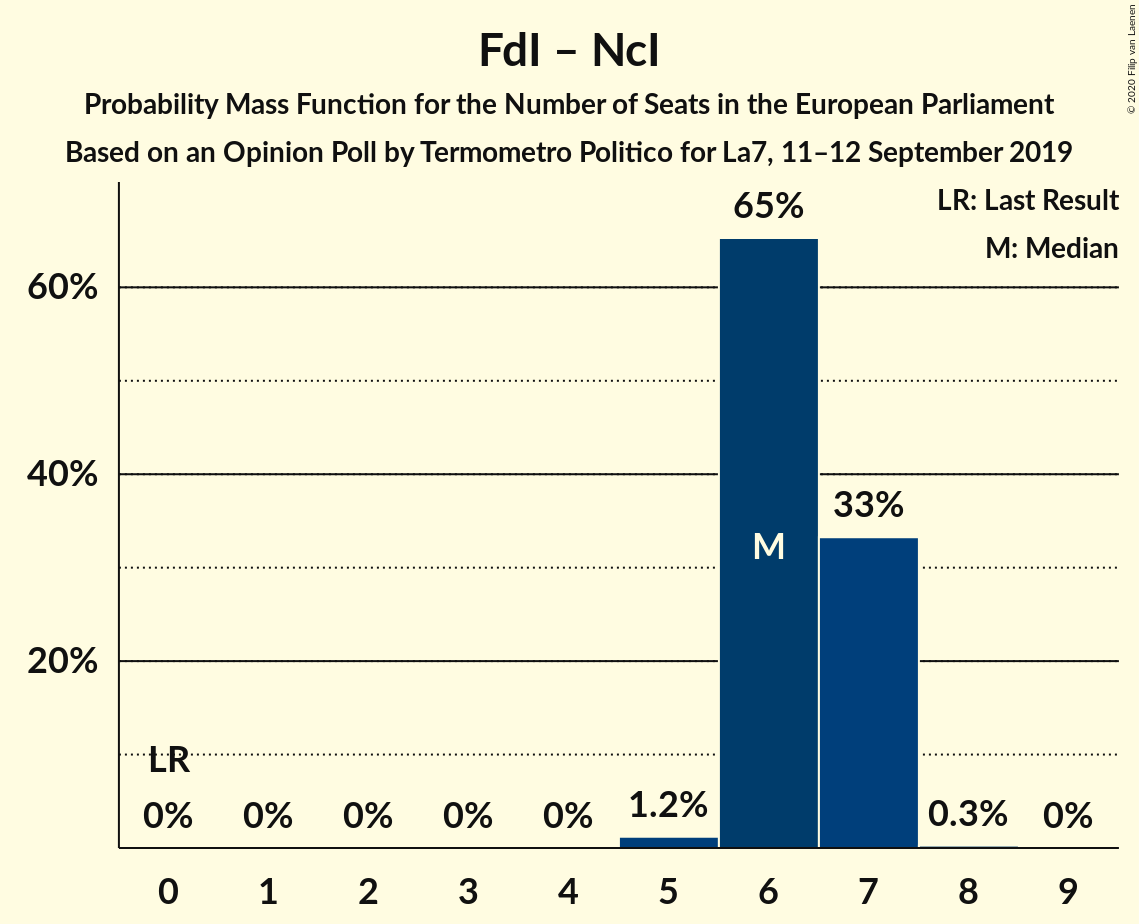 FdI – NcI
Probability Mass Function for the Number of Seats in the European Parliament
Based on an Opinion Poll by Termometro Politico for La7, 11–12 September 2019
© 2020 Filip van Laenen
LR: Last Result
M: Median
65%
60%
40%
33%
M
20%
LR
0% 0% 0% 0% 0% 1.2% 0.3% 0%
0 1 2 3 4 5 6 7 8 9